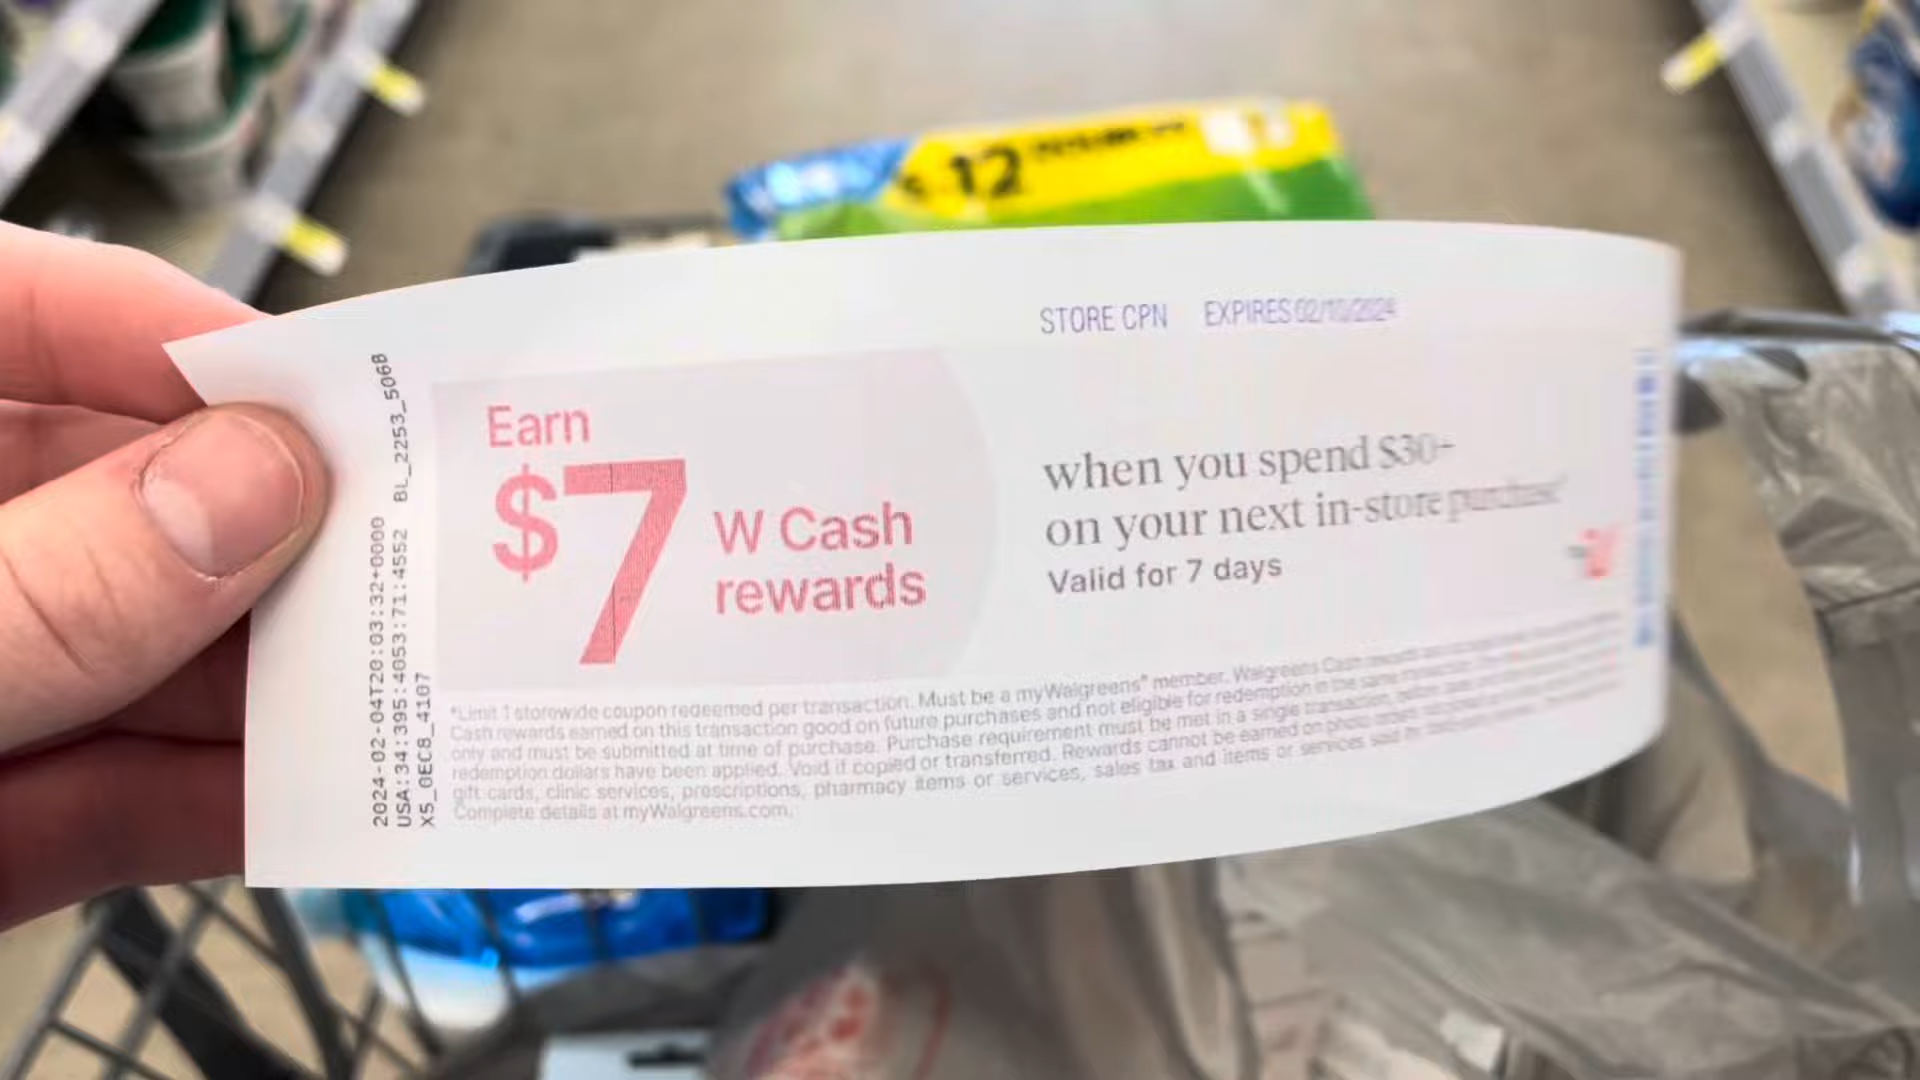 12
STORE CPN EXPIRES 02/10/2024
Earn
$7 W Cash
rewards
when you spend $30+
on your next in-store purchase*
Valid for 7 days
*Limit 1 storewide coupon redeemed per transaction. Must be a myWalgreens® member. Walgreens Cash rewards
Cash rewards earned on this transaction good on future purchases and not eligible for redemption in the same transaction.
only and must be submitted at time of purchase. Purchase requirement must be met in a single transaction,
redemption dollars have been applied. Void if copied or transferred. Rewards cannot be earned on
gift cards, clinic services, prescriptions, pharmacy items or services, sales tax and items or services sold by
Complete details at myWalgreens.com.
2024-02-04T20:03:32+0000
USA:34:395:4053:71:4552 BL_2253_506B
X5_0EC8_4107